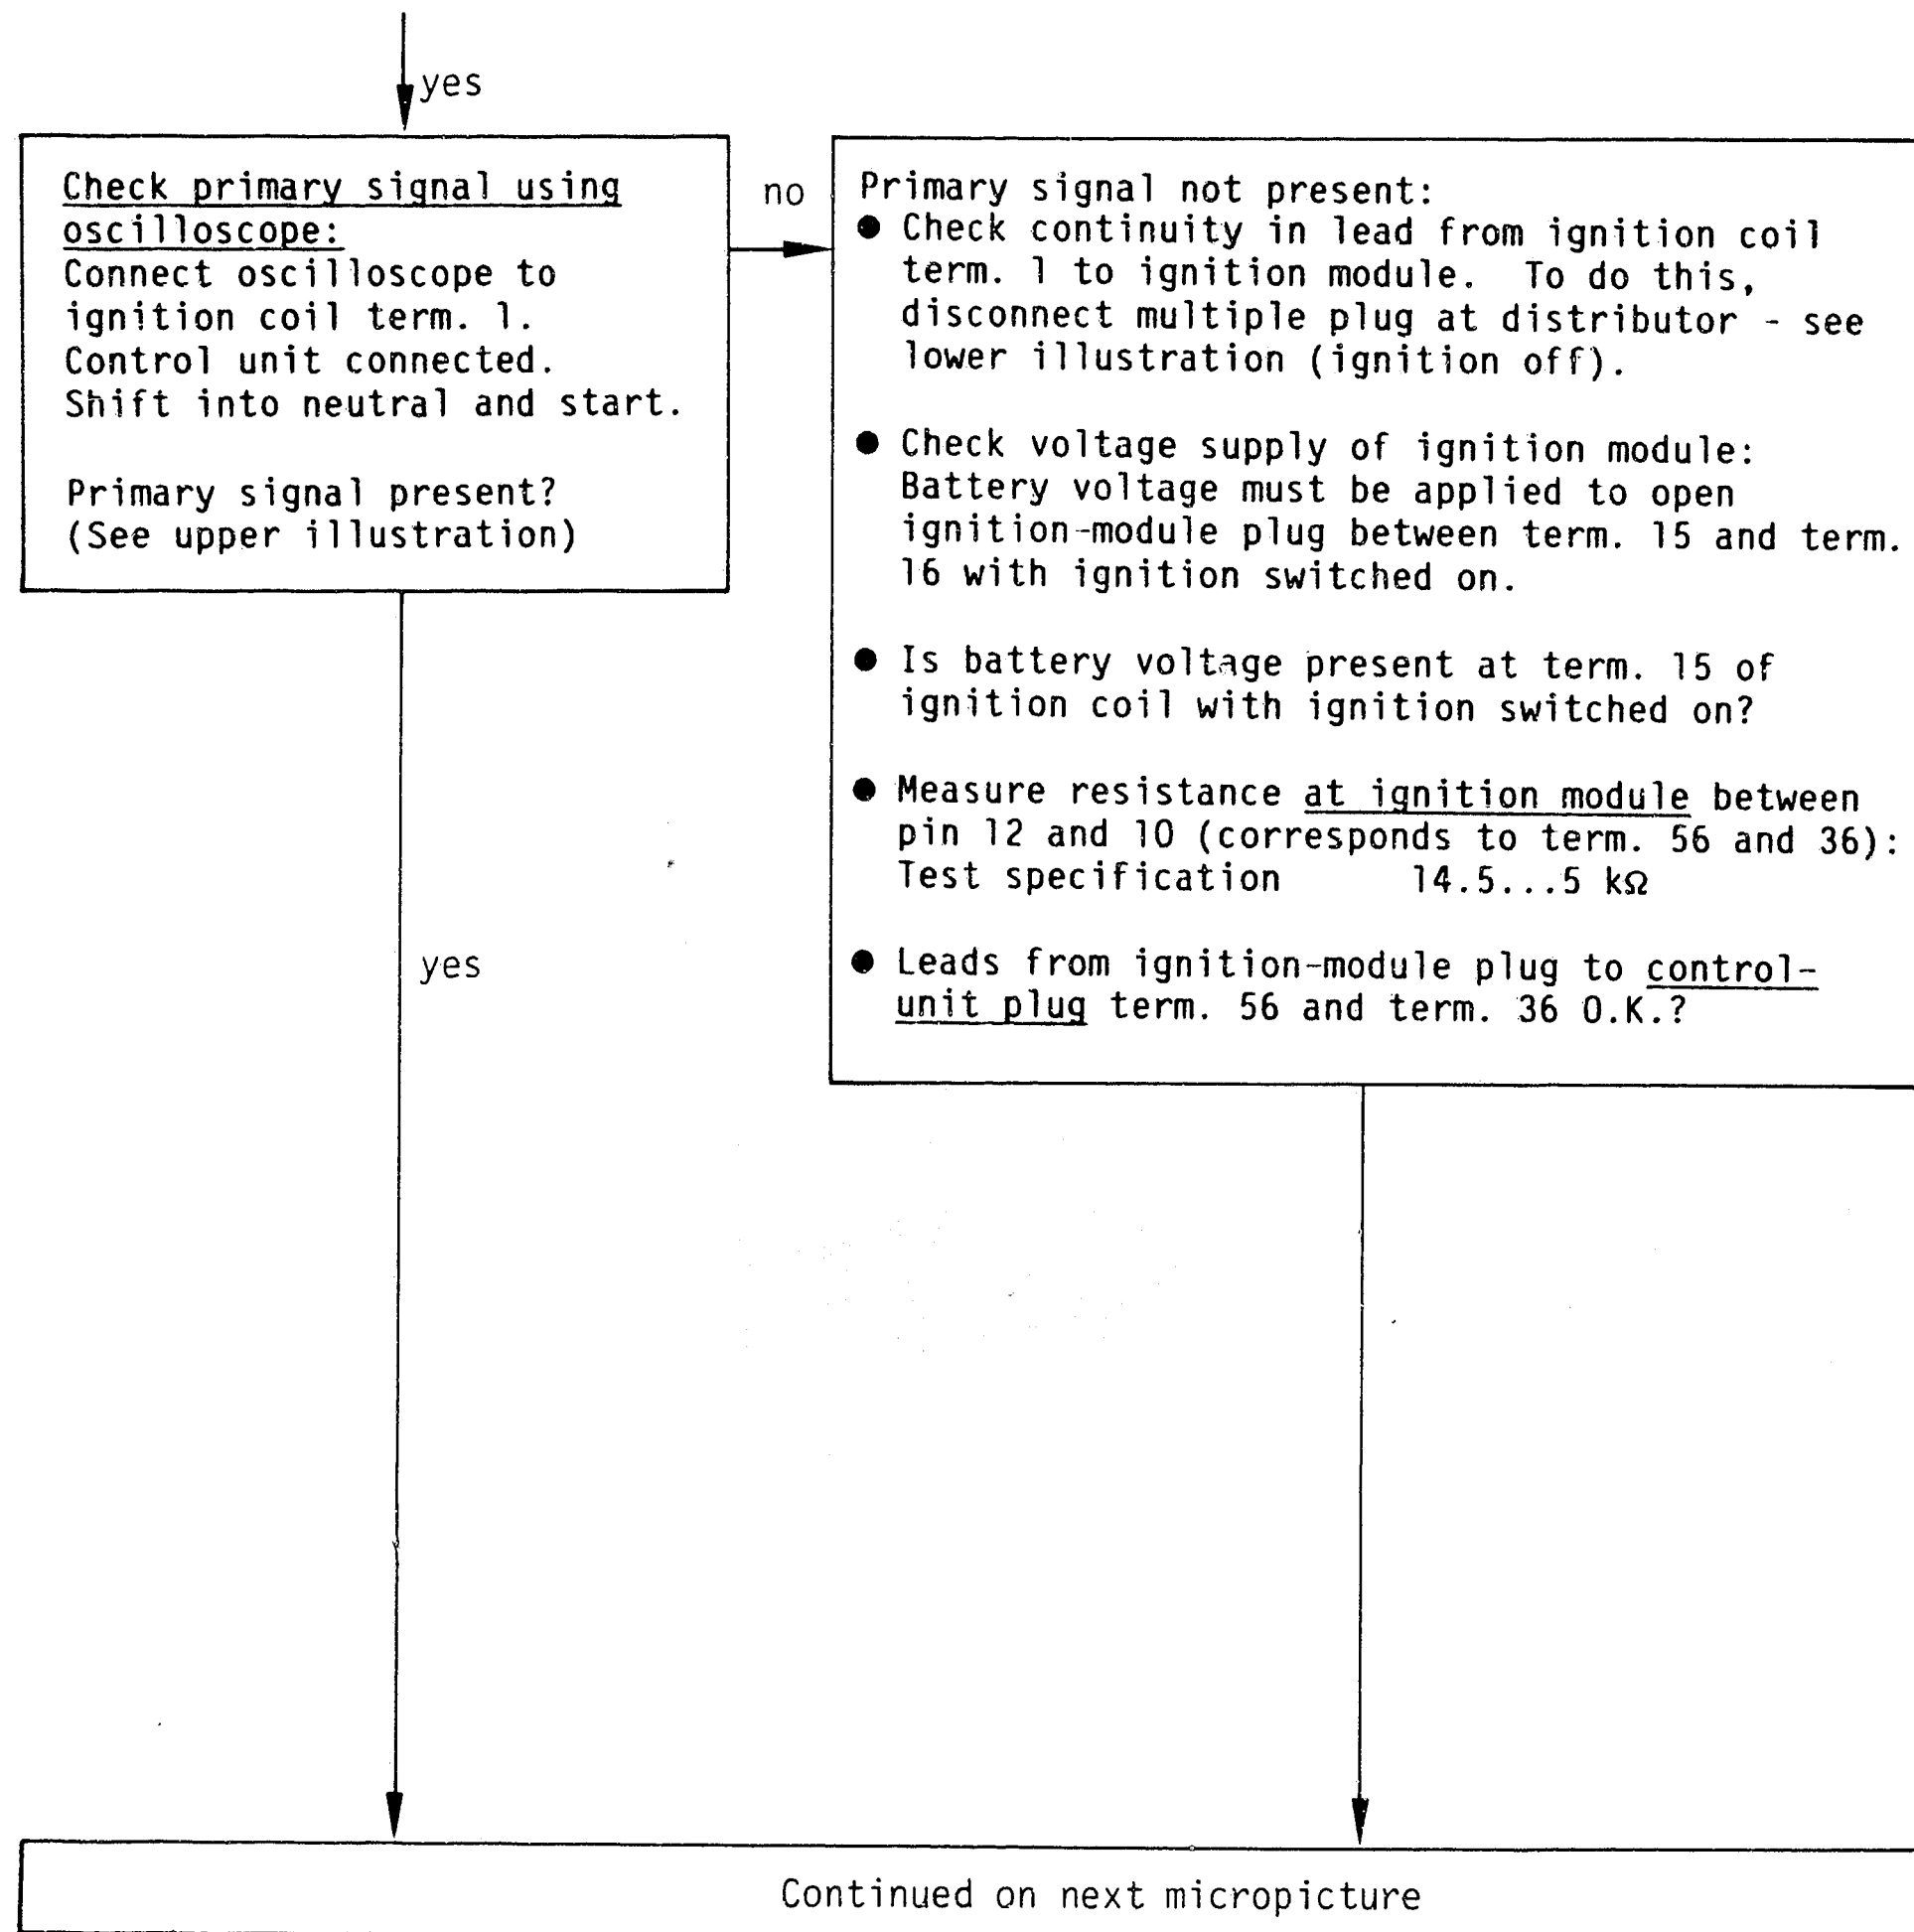 yes
Check primary signal using
oscilloscope:
Connect oscilloscope to
ignition coil term. 1.
Control unit connected.
Shift into neutral and start.
Primary signal present?
(See upper illustration)
no
Primary signal not present:
● Check continuity in lead from ignition coil
term. 1 to ignition module. To do this,
disconnect multiple plug at distributor - see
lower illustration (ignition off).
● Check voltage supply of ignition module:
Battery voltage must be applied to open
ignition-module plug between term. 15 and term.
16 with ignition switched on.
● Is battery voltage present at term. 15 of
ignition coil with ignition switched on?
● Measure resistance at ignition module between
pin 12 and 10 (corresponds to term. 56 and 36):
Test specification 14.5...5 kΩ
● Leads from ignition-module plug to control-
unit plug term. 56 and term. 36 O.K.?
yes
Continued on next micropicture